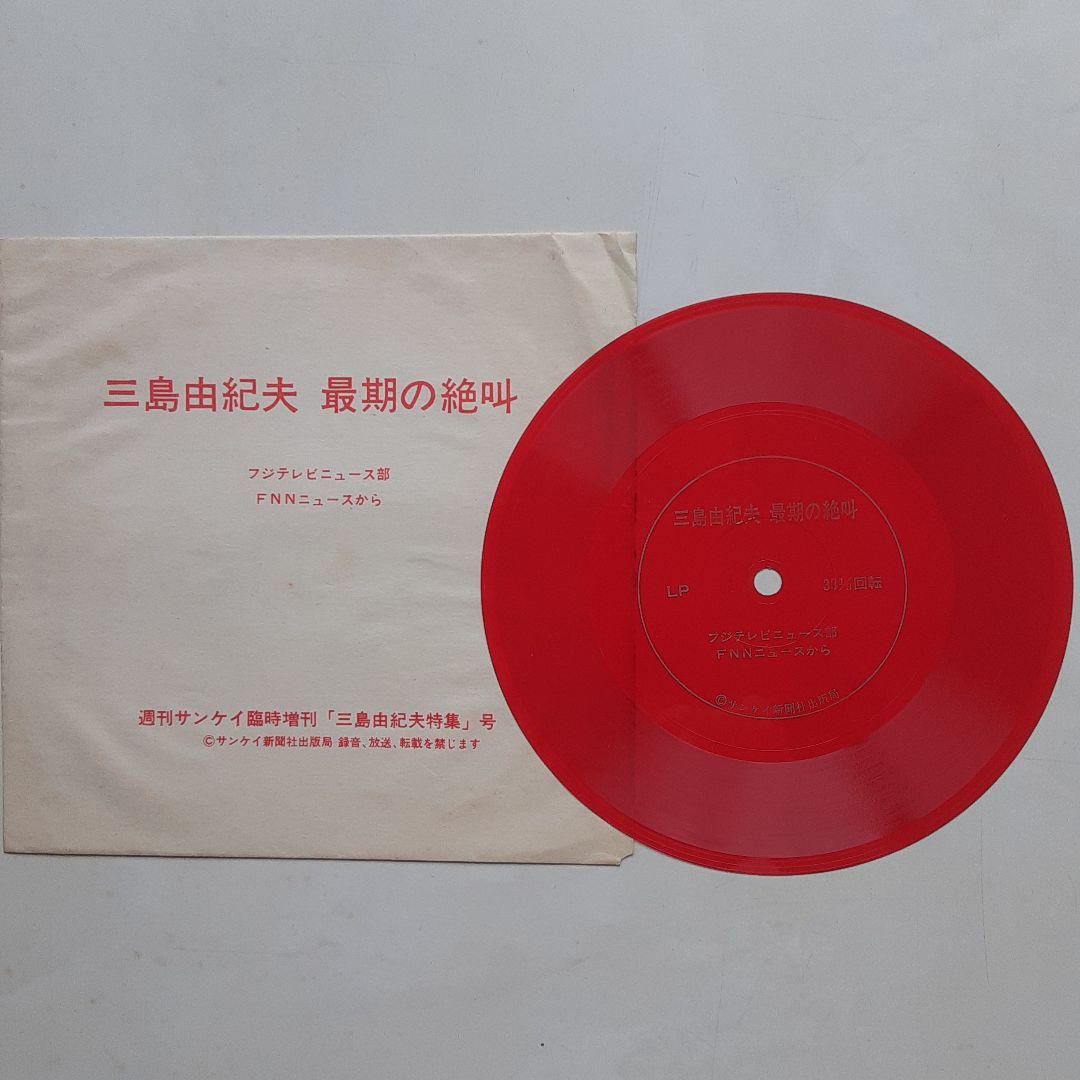 三島由紀夫 最期の絶叫
フジテレビニュース部
FNNニュースから
週刊サンケイ臨時増刊「三島由紀夫特集」号
©サンケイ新聞社出版局 録音、放送、転載を禁じます
三島由紀夫 最期の絶叫
LP 33⅓回転
フジテレビニュース部
FNNニュースから
©サンケイ新聞社出版局